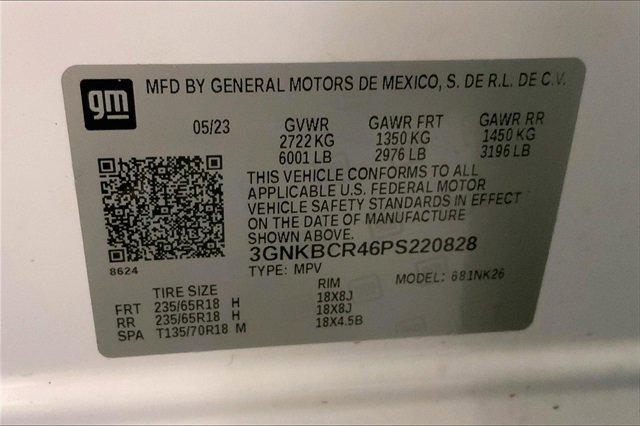 gm
MFD BY GENERAL MOTORS DE MEXICO, S. DE R.L. DE C.V.
05/23 GVWR GAWR FRT GAWR RR
2722 KG 1350 KG 1450 KG
6001 LB 2976 LB 3196 LB
THIS VEHICLE CONFORMS TO ALL
APPLICABLE U.S. FEDERAL MOTOR
VEHICLE SAFETY STANDARDS IN EFFECT
ON THE DATE OF MANUFACTURE
SHOWN ABOVE.
3GNKBCR46PS220828
8624
TYPE: MPV MODEL: 681NK26
TIRE SIZE RIM
FRT 235/65R18 H 18X8J
RR 235/65R18 H 18X8J
SPA T135/70R18 M 18X4.5B